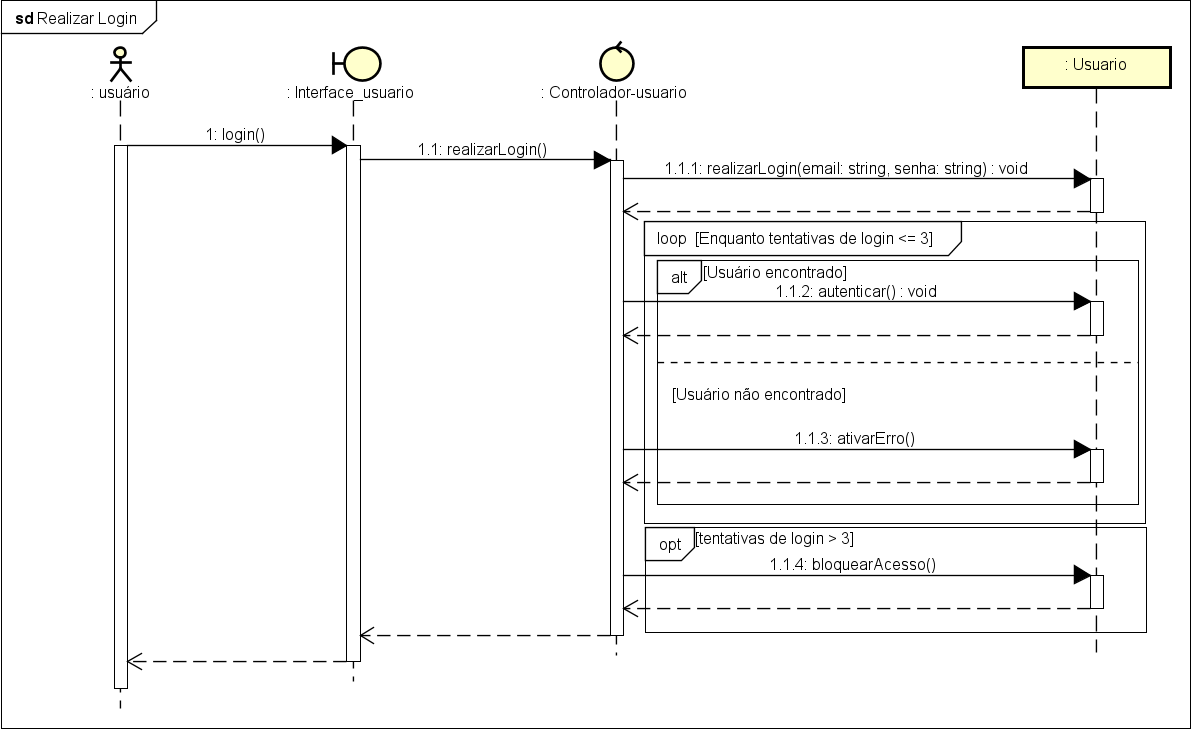 sd Realizar Login
: usuário
: Interface_usuario
: Controlador-usuario
: Usuario
1: login()
1.1: realizarLogin()
1.1.1: realizarLogin(email: string, senha: string) : void
loop [Enquanto tentativas de login <= 3]
alt [Usuário encontrado]
1.1.2: autenticar() : void
[Usuário não encontrado]
1.1.3: ativarErro()
opt [tentativas de login > 3]
1.1.4: bloquearAcesso()